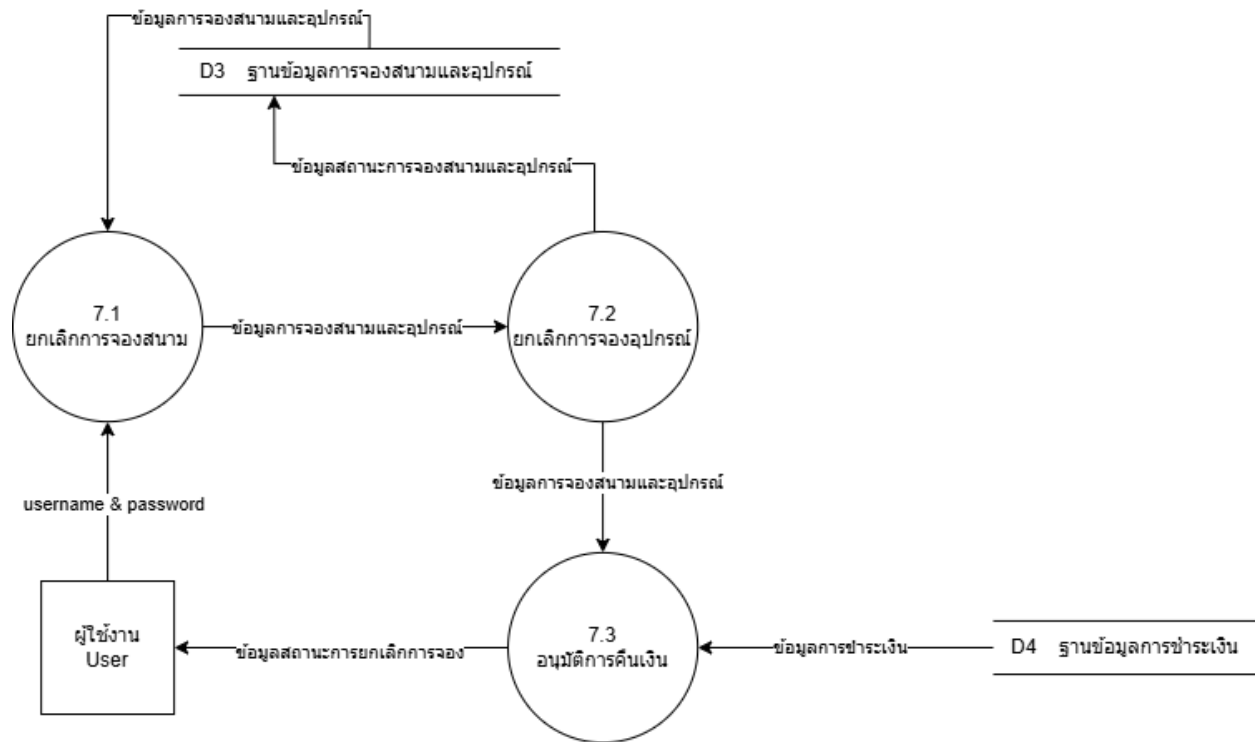 ข้อมูลการจองสนามและอุปกรณ์
D3 ฐานข้อมูลการจองสนามและอุปกรณ์
ข้อมูลสถานะการจองสนามและอุปกรณ์
7.1
ยกเลิกการจองสนาม
ข้อมูลการจองสนามและอุปกรณ์
7.2
ยกเลิกการจองอุปกรณ์
ข้อมูลการจองสนามและอุปกรณ์
username & password
ผู้ใช้งาน
User
ข้อมูลสถานะการยกเลิกการจอง
7.3
อนุมัติการคืนเงิน
ข้อมูลการชำระเงิน
D4 ฐานข้อมูลการชำระเงิน